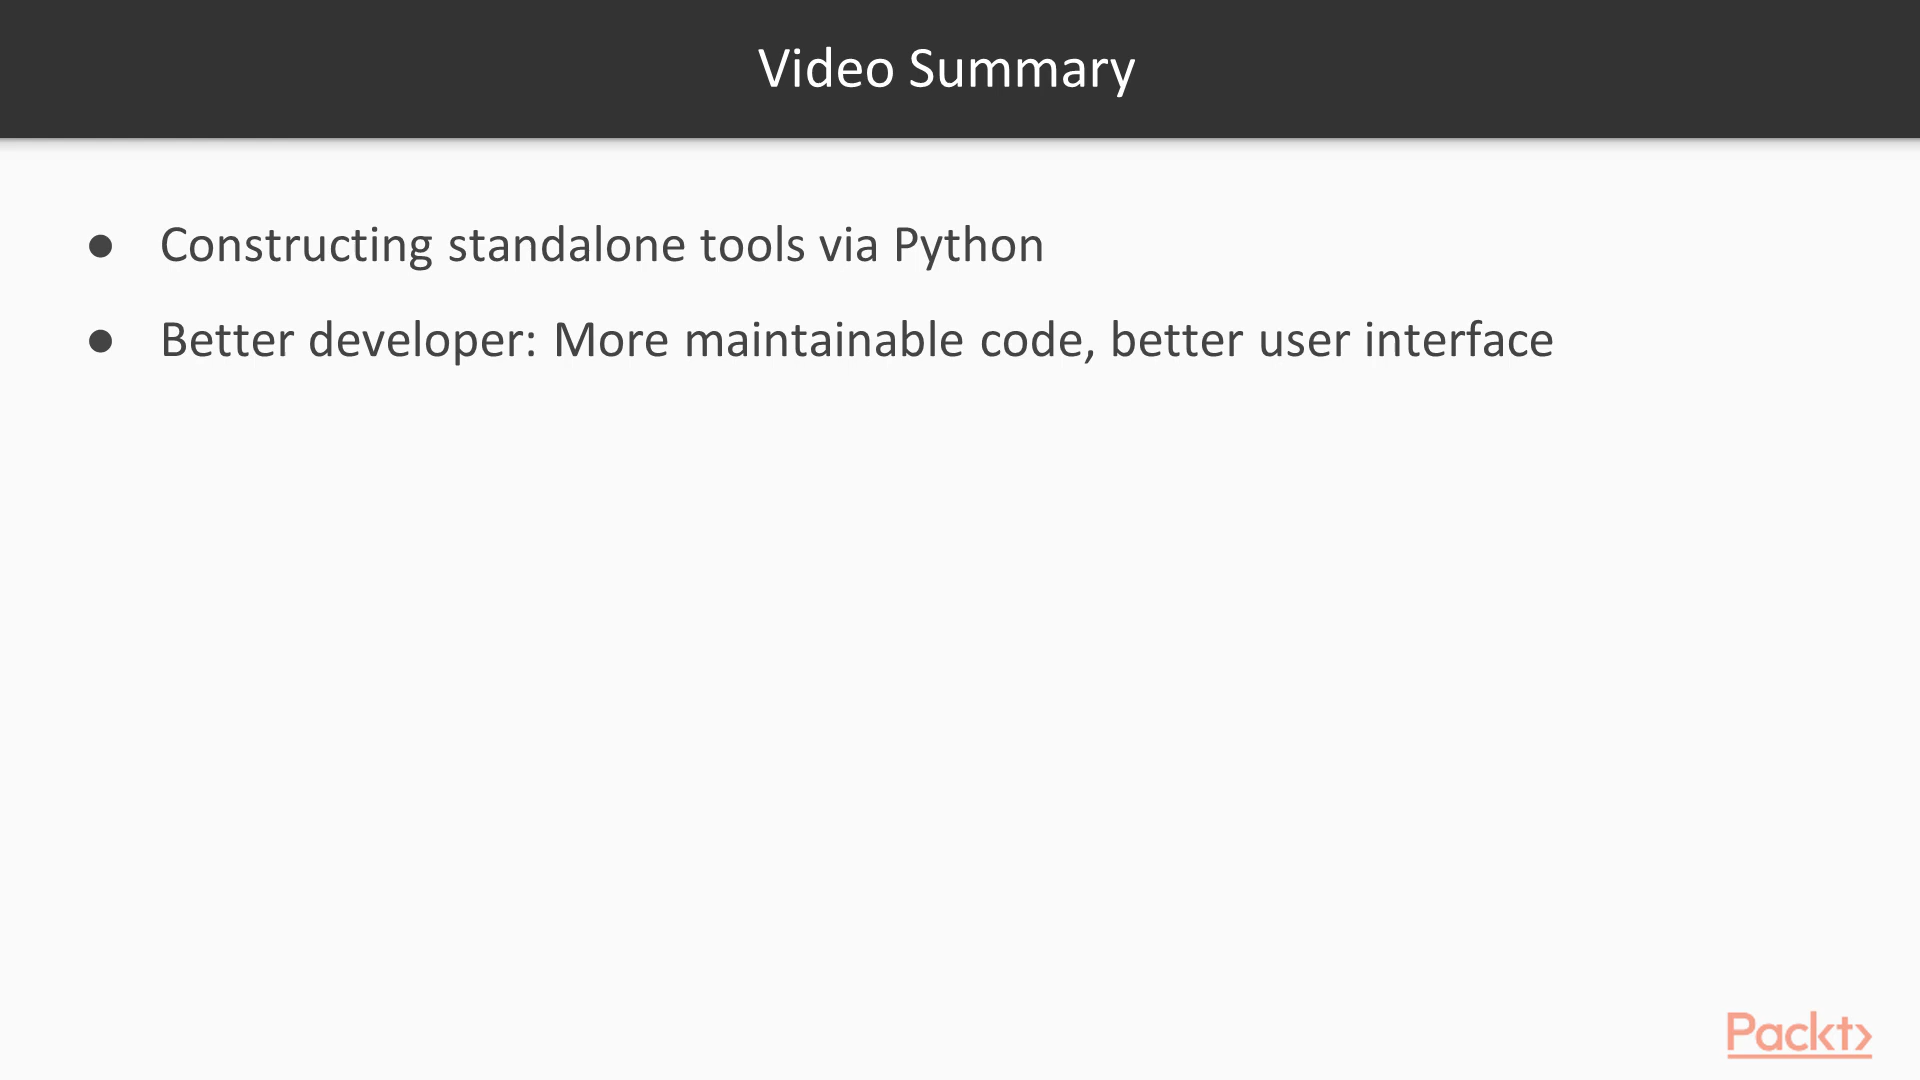 Video Summary
● Constructing standalone tools via Python
● Better developer: More maintainable code, better user interface
Packt>